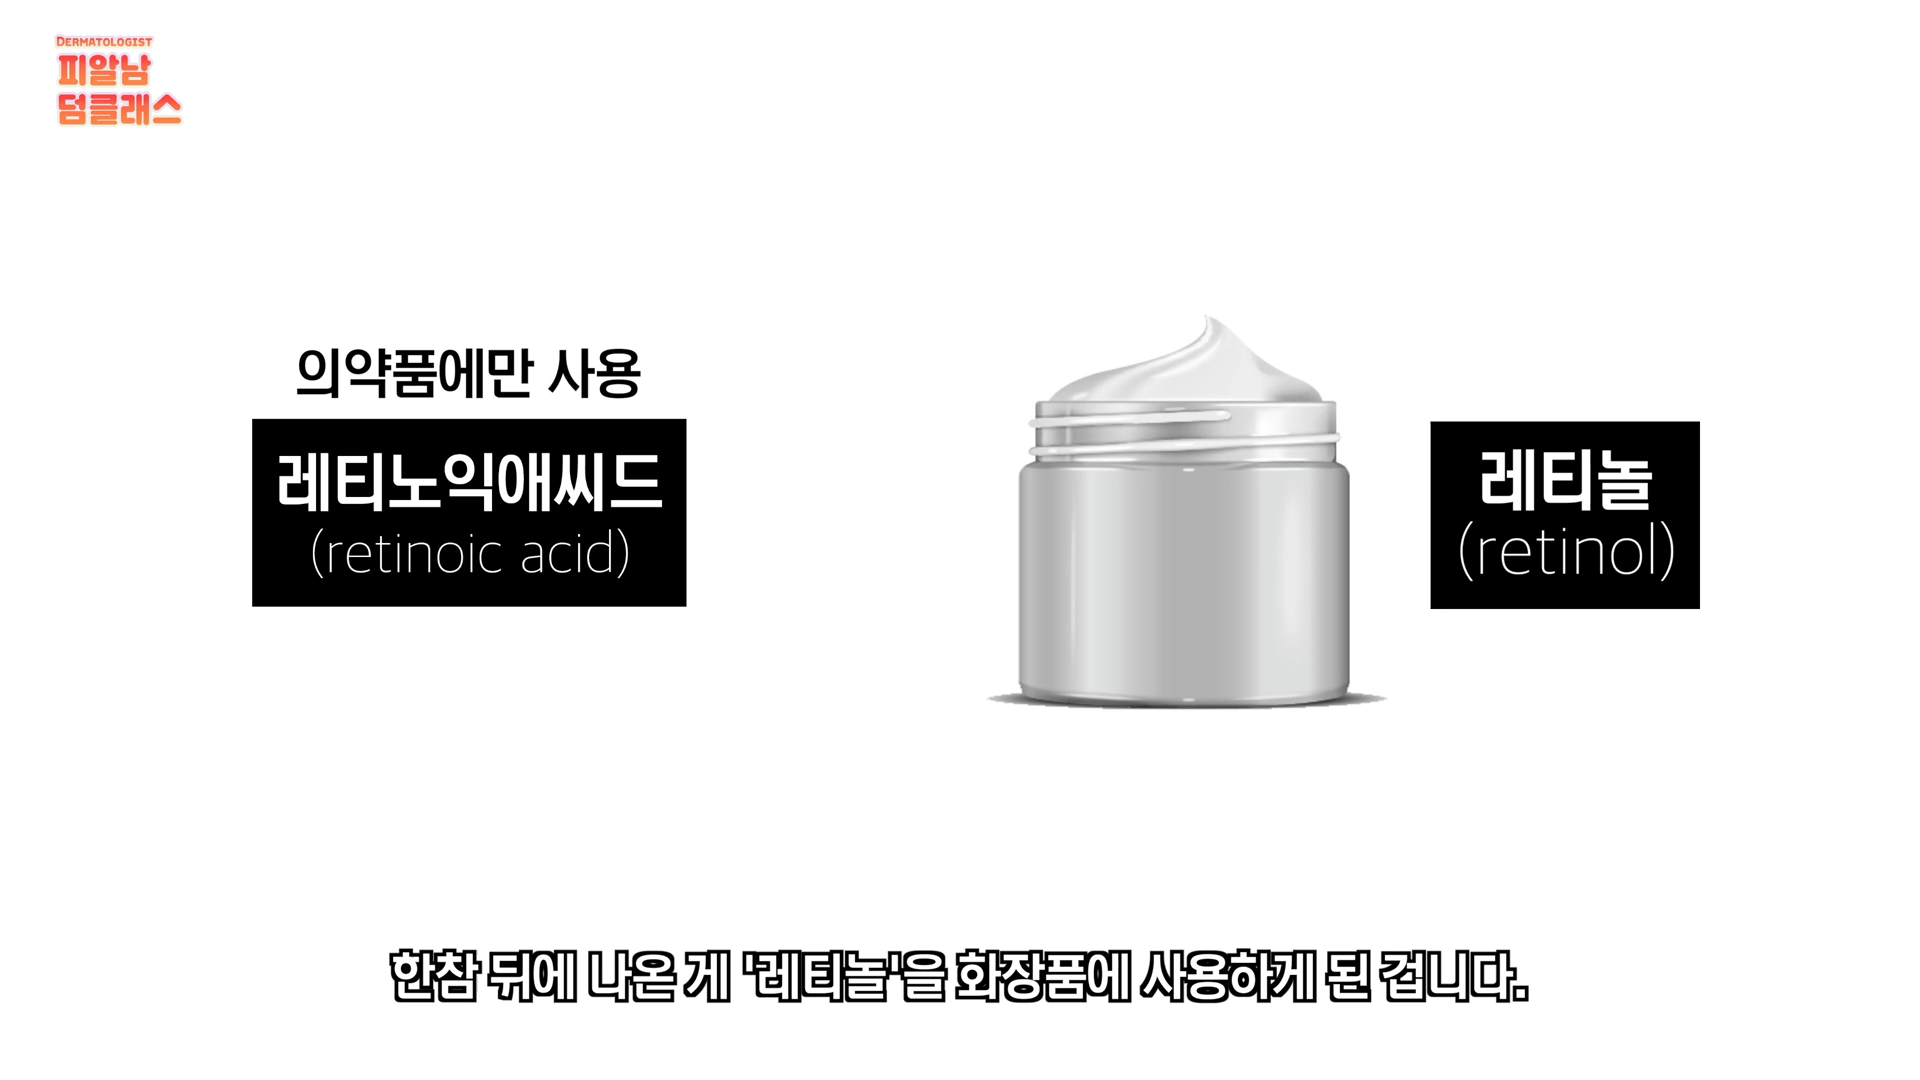 DERMATOLOGIST
피알남
덤클래스
의약품에만 사용
레티노익애씨드
(retinoic acid)
레티놀
(retinol)
한참 뒤에 나온 게 '레티놀'을 화장품에 사용하게 된 겁니다.